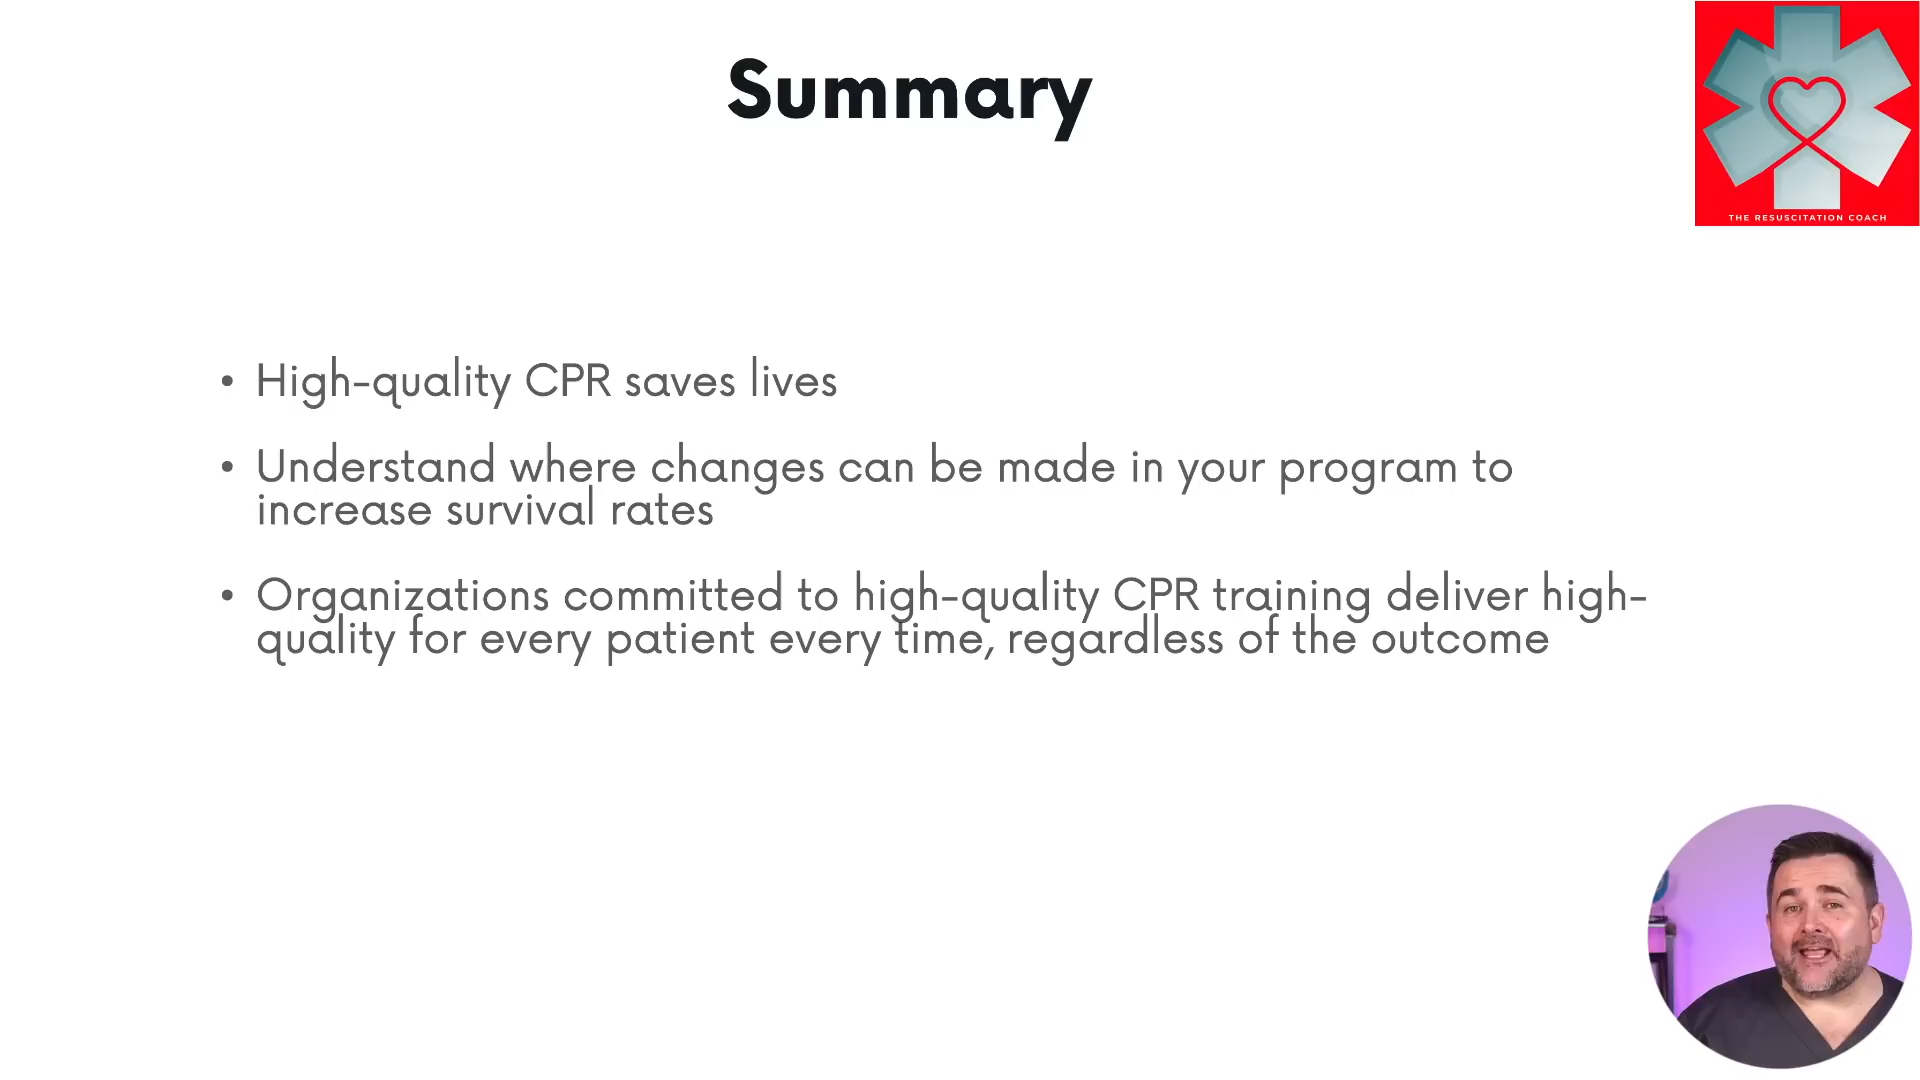 Summary
THE RESUSCITATION COACH
• High-quality CPR saves lives
• Understand where changes can be made in your program to
increase survival rates
• Organizations committed to high-quality CPR training deliver high-
quality for every patient every time, regardless of the outcome